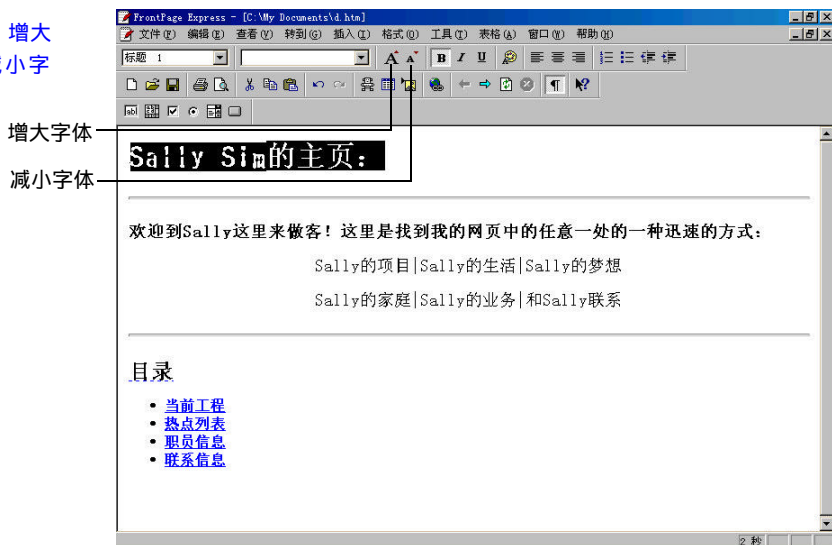 增大
小字
增大字体
减小字体
FrontPage Express - [C:\My Documents\d.htm]
文件(F) 编辑(E) 查看(V) 转到(G) 插入(I) 格式(O) 工具(T) 表格(A) 窗口(W) 帮助(H)
标题 1
Sally Sim的主页：
欢迎到Sally这里来做客！这里是找到我的网页中的任意一处的一种迅速的方式：
Sally的项目|Sally的生活|Sally的梦想
Sally的家庭|Sally的业务|和Sally联系
目录
• 当前工程
• 热点列表
• 职员信息
• 联系信息
2 秒